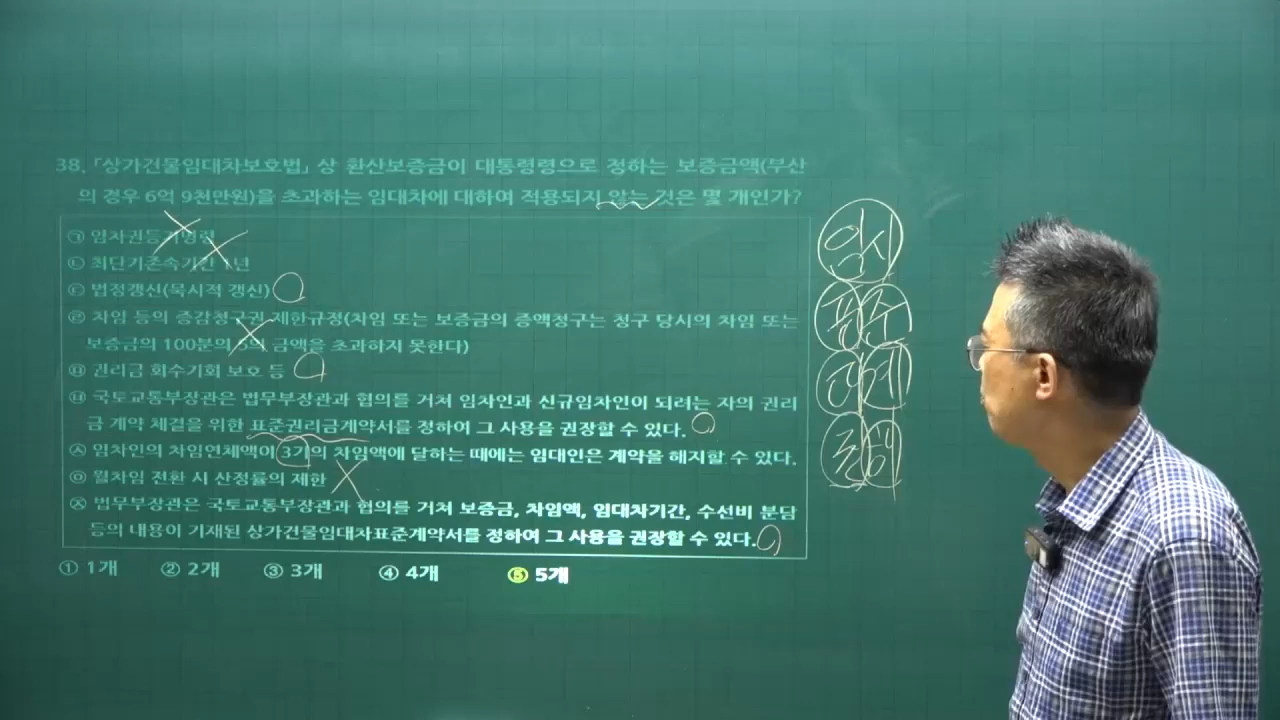 38. 「상가건물임대차보호법」 상 환산보증금이 대통령령으로 정하는 보증금액(부산
의 경우 6억 9천만원)을 초과하는 임대차에 대하여 적용되지 않는 것은 몇 개인가?
㉠ 임차권등기명령
㉡ 최단기존속기간 1년
㉢ 법정갱신(묵시적 갱신)
㉣ 차임 등의 증감청구권 제한규정(차임 또는 보증금의 증액청구는 청구 당시의 차임 또는
보증금의 100분의 5의 금액을 초과하지 못한다)
㉤ 권리금 회수기회 보호 등
㉥ 국토교통부장관은 법무부장관과 협의를 거쳐 임차인과 신규임차인이 되려는 자의 권리
금 계약 체결을 위한 표준권리금계약서를 정하여 그 사용을 권장할 수 있다.
㉦ 임차인의 차임연체액이 3기의 차임액에 달하는 때에는 임대인은 계약을 해지할 수 있다.
㉧ 월차임 전환 시 산정률의 제한
㉨ 법무부장관은 국토교통부장관과 협의를 거쳐 보증금, 차임액, 임대차기간, 수선비 분담
등의 내용이 기재된 상가건물임대차표준계약서를 정하여 그 사용을 권장할 수 있다.
① 1개 ② 2개 ③ 3개 ④ 4개 ⑤ 5개
표준